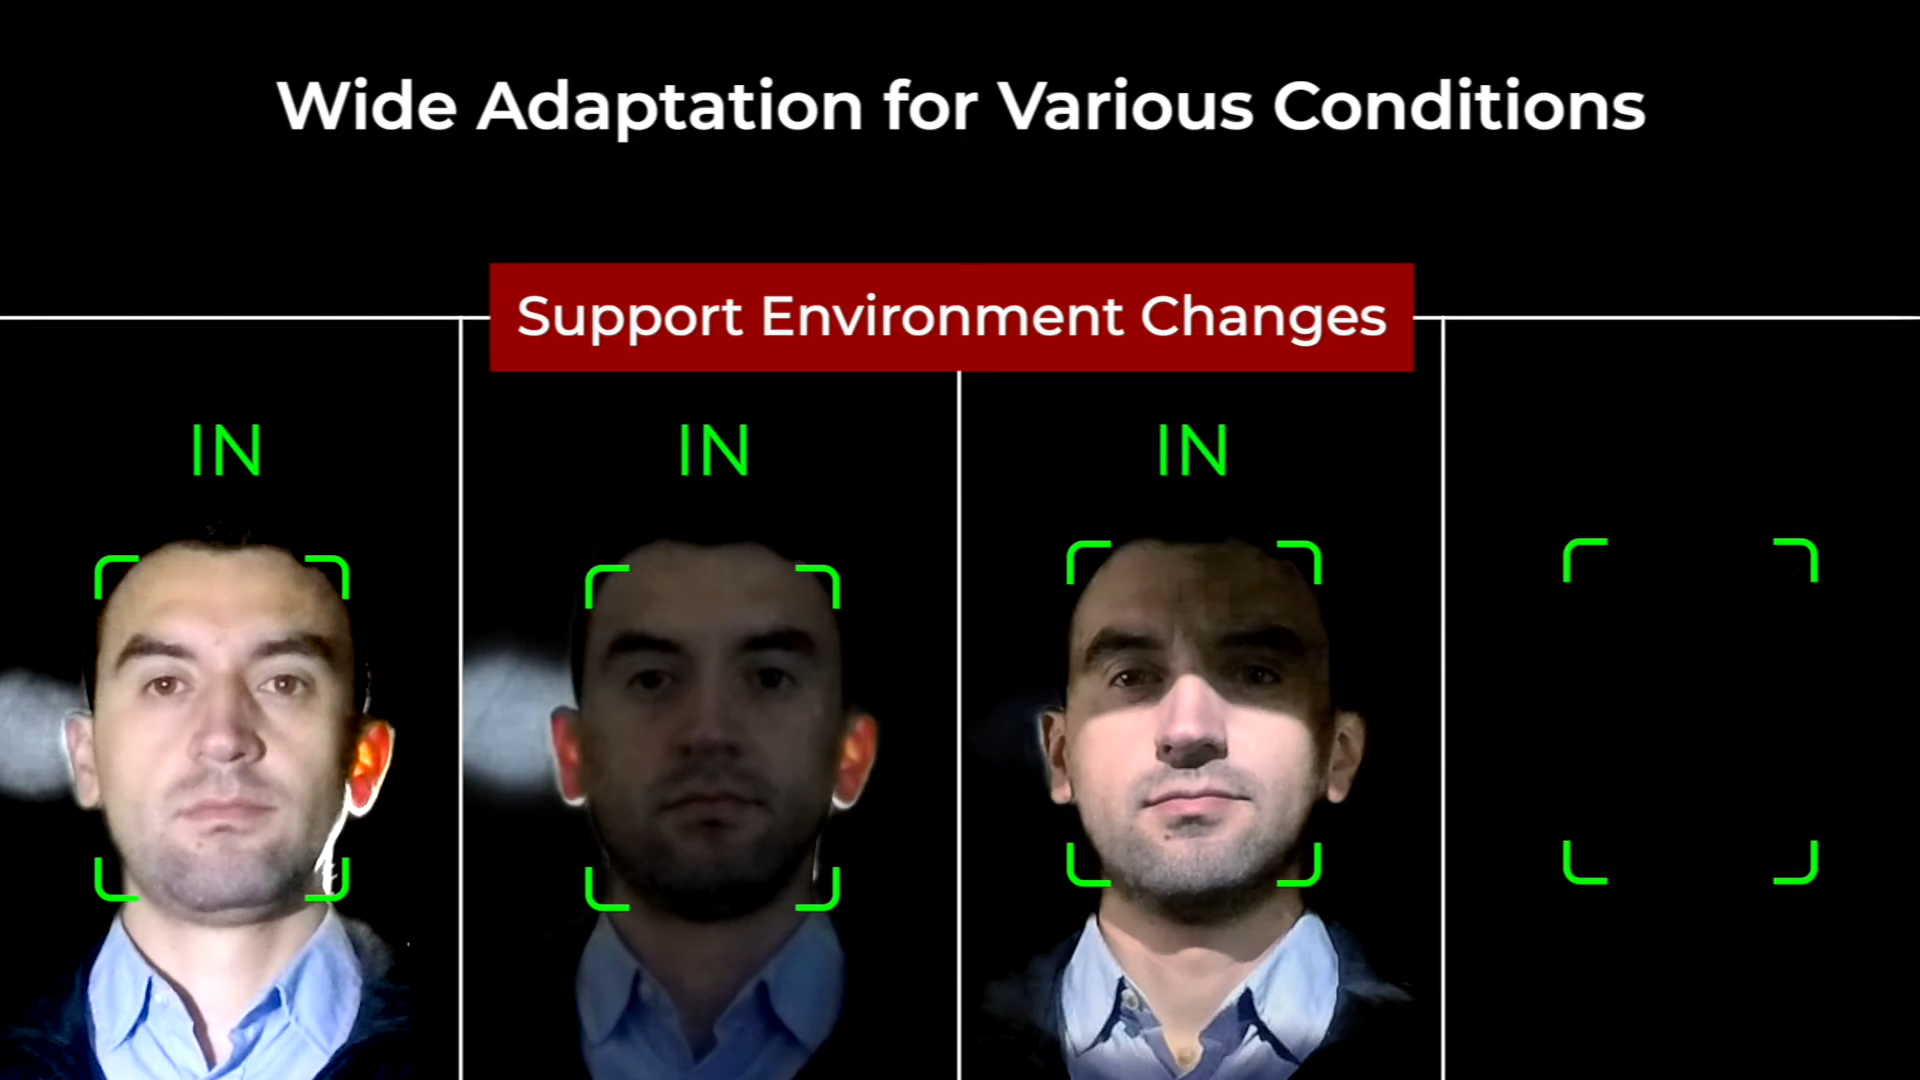 Wide Adaptation for Various Conditions
Support Environment Changes
IN
IN
IN